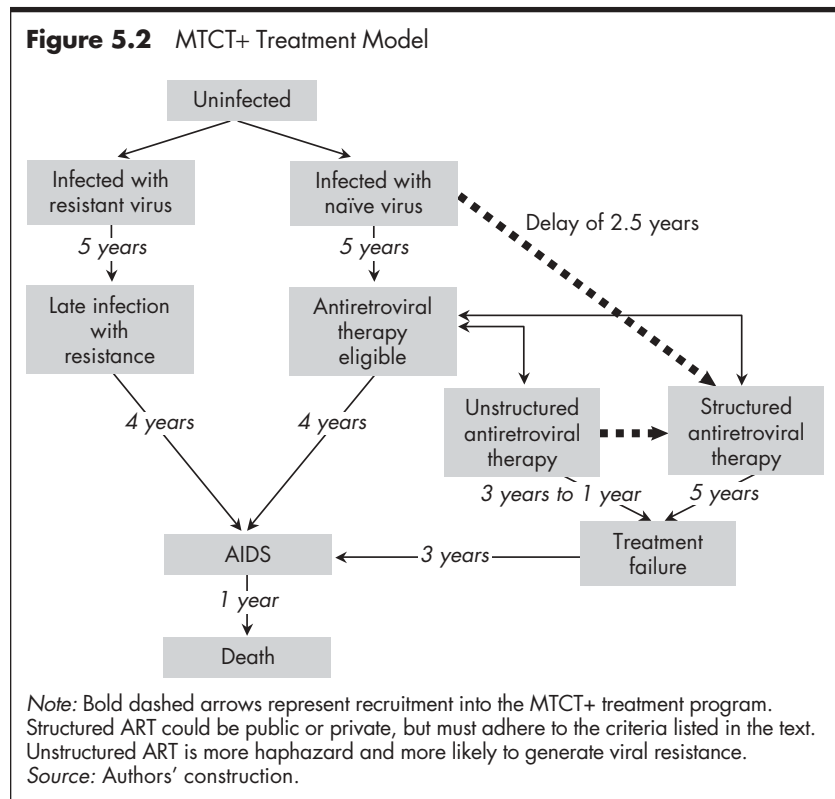 Figure 5.2 MTCT+ Treatment Model
Uninfected
Infected with
resistant virus
Infected with
naïve virus
Delay of 2.5 years
5 years
5 years
Late infection
with
resistance
Antiretroviral
therapy
eligible
Unstructured
antiretroviral
therapy
Structured
antiretroviral
therapy
4 years
4 years
3 years to 1 year
5 years
AIDS
3 years
Treatment
failure
1 year
Death
Note: Bold dashed arrows represent recruitment into the MTCT+ treatment program.
Structured ART could be public or private, but must adhere to the criteria listed in the text.
Unstructured ART is more haphazard and more likely to generate viral resistance.
Source: Authors’ construction.